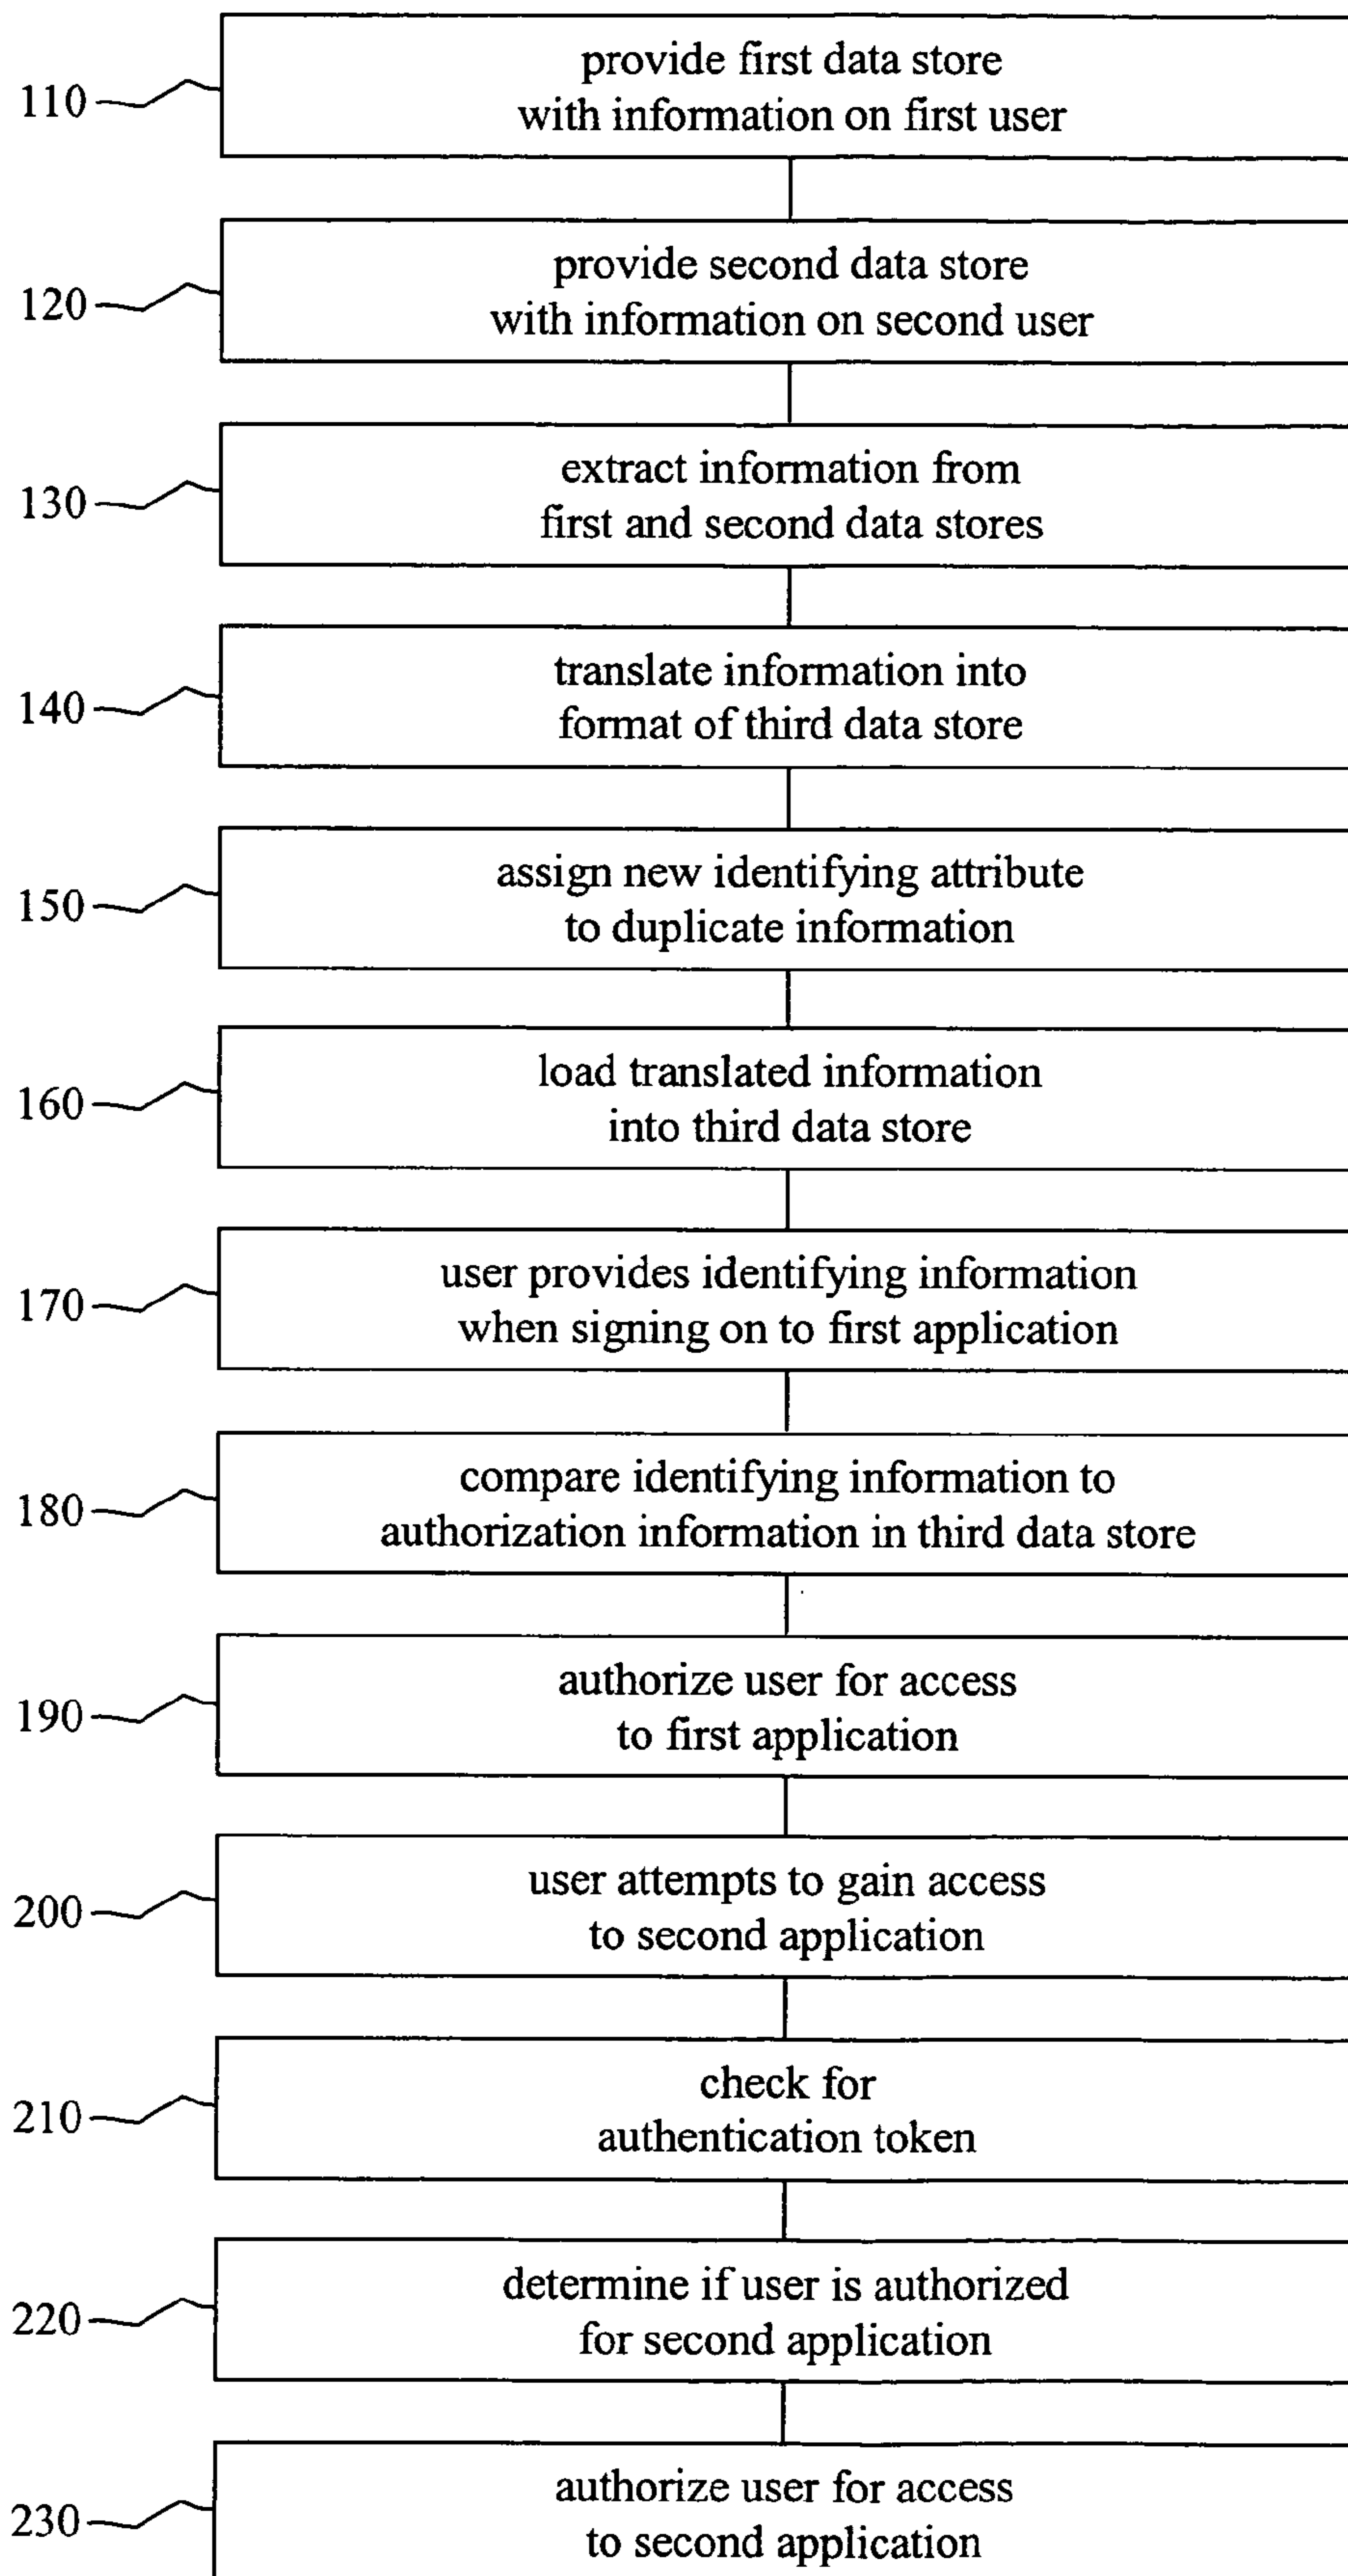 110
provide first data store
with information on first user
120
provide second data store
with information on second user
130
extract information from
first and second data stores
140
translate information into
format of third data store
150
assign new identifying attribute
to duplicate information
160
load translated information
into third data store
170
user provides identifying information
when signing on to first application
180
compare identifying information to
authorization information in third data store
190
authorize user for access
to first application
200
user attempts to gain access
to second application
210
check for
authentication token
220
determine if user is authorized
for second application
230
authorize user for access
to second application